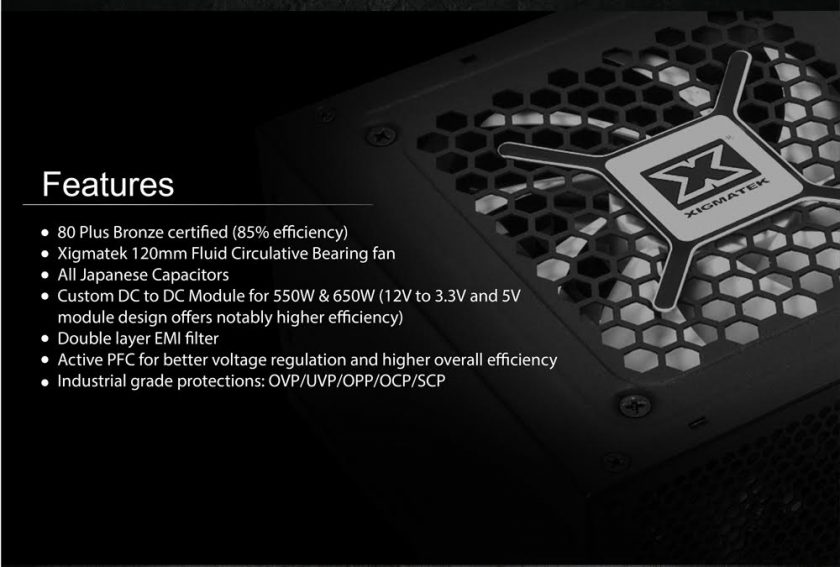 Features
• 80 Plus Bronze certified (85% efficiency)
• Xigmatek 120mm Fluid Circulative Bearing fan
• All Japanese Capacitors
• Custom DC to DC Module for 550W & 650W (12V to 3.3V and 5V
module design offers notably higher efficiency)
• Double layer EMI filter
• Active PFC for better voltage regulation and higher overall efficiency
• Industrial grade protections: OVP/UVP/OPP/OCP/SCP
X®
XIGMATEK